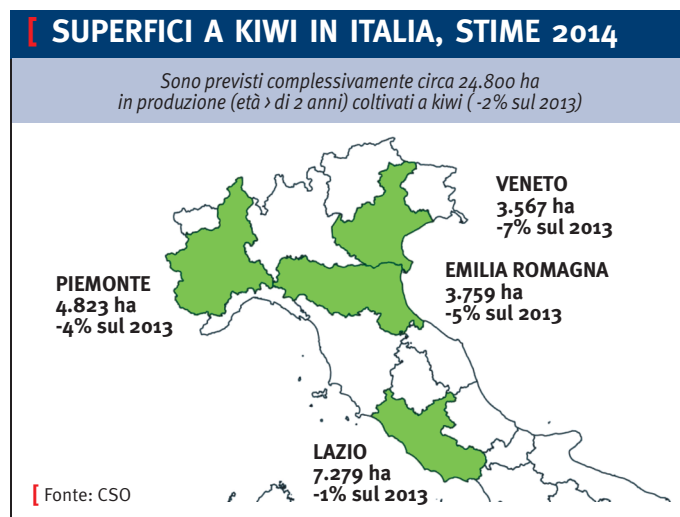 [ SUPERFICI A KIWI IN ITALIA, STIME 2014
Sono previsti complessivamente circa 24.800 ha
in produzione (età > di 2 anni) coltivati a kiwi ( -2% sul 2013)
VENETO
3.567 ha
-7% sul 2013
EMILIA ROMAGNA
3.759 ha
-5% sul 2013
PIEMONTE
4.823 ha
-4% sul 2013
LAZIO
7.279 ha
-1% sul 2013
[ Fonte: CSO